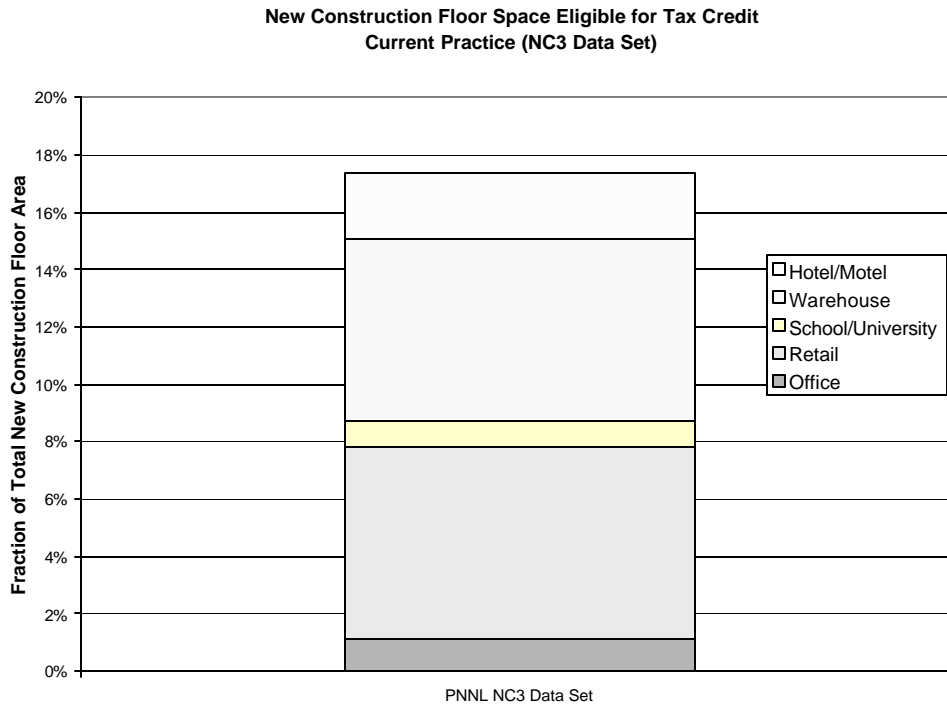 New Construction Floor Space Eligible for Tax Credit
Current Practice (NC3 Data Set)
Fraction of Total New Construction Floor Area
20%
18%
16%
14%
12%
10%
8%
6%
4%
2%
0%
PNNL NC3 Data Set
Hotel/Motel
Warehouse
School/University
Retail
Office